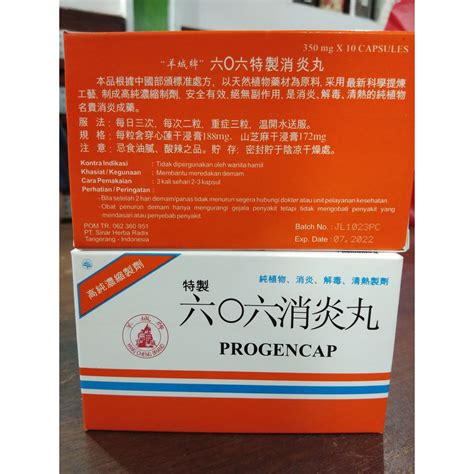 350 mg X 10 CAPSULES
"羊城牌" 六〇六特製消炎丸
本品根據中國部頒標准處方，以天然植物藥材為原料，采用最新科學提煉
工藝，制成高純濃縮制劑，安全有效，絕無副作用，是消炎、解毒、清熱的純植物
名貴消炎成藥。
服 法：每日三次，每次二粒，重症三粒，温開水送服。
規 格：每粒含穿心蓮干浸膏188mg．山芝麻干浸膏172mg
注 意：忌食油膩、酸辣之品。貯 存：密封貯于陰凉干燥處。
Kontra Indikasi : Tidak dipergunakan oleh wanita hamil
Khasiat / Kegunaan : Membantu meredakan demam
Cara Pemakaian : 3 kali sehari 2-3 kapsul
Perhatian / Peringatan :
- Bila setelah 2 hari demam/panas tidak menurun segera hubungi dokter atau unit pelayanan kesehatan
- Obat penurun demam hanya mengurangi gejala penyakit tetapi tidak mengobati penyakit yang
mendasari atau penyebab penyakit
POM TR. 062 360 951
PT. Sinar Herba Radix
Tangerang - Indonesia
Batch No.: JL1023PC
Exp. Date : 07.2022
高純濃縮製劑
純植物、消炎、解毒、清熱製劑
特製
六〇六消炎丸
PROGENCAP
YANG CHENG BRAND